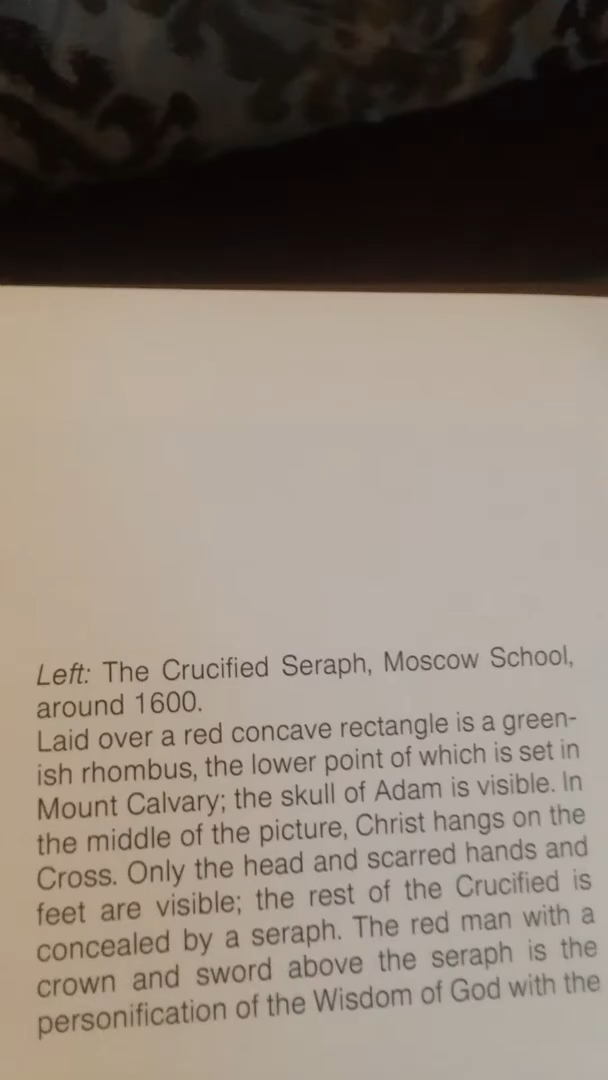 Left: The Crucified Seraph, Moscow School,
around 1600.
Laid over a red concave rectangle is a green-
ish rhombus, the lower point of which is set in
Mount Calvary; the skull of Adam is visible. In
the middle of the picture, Christ hangs on the
Cross. Only the head and scarred hands and
feet are visible; the rest of the Crucified is
concealed by a seraph. The red man with a
crown and sword above the seraph is the
personification of the Wisdom of God with the